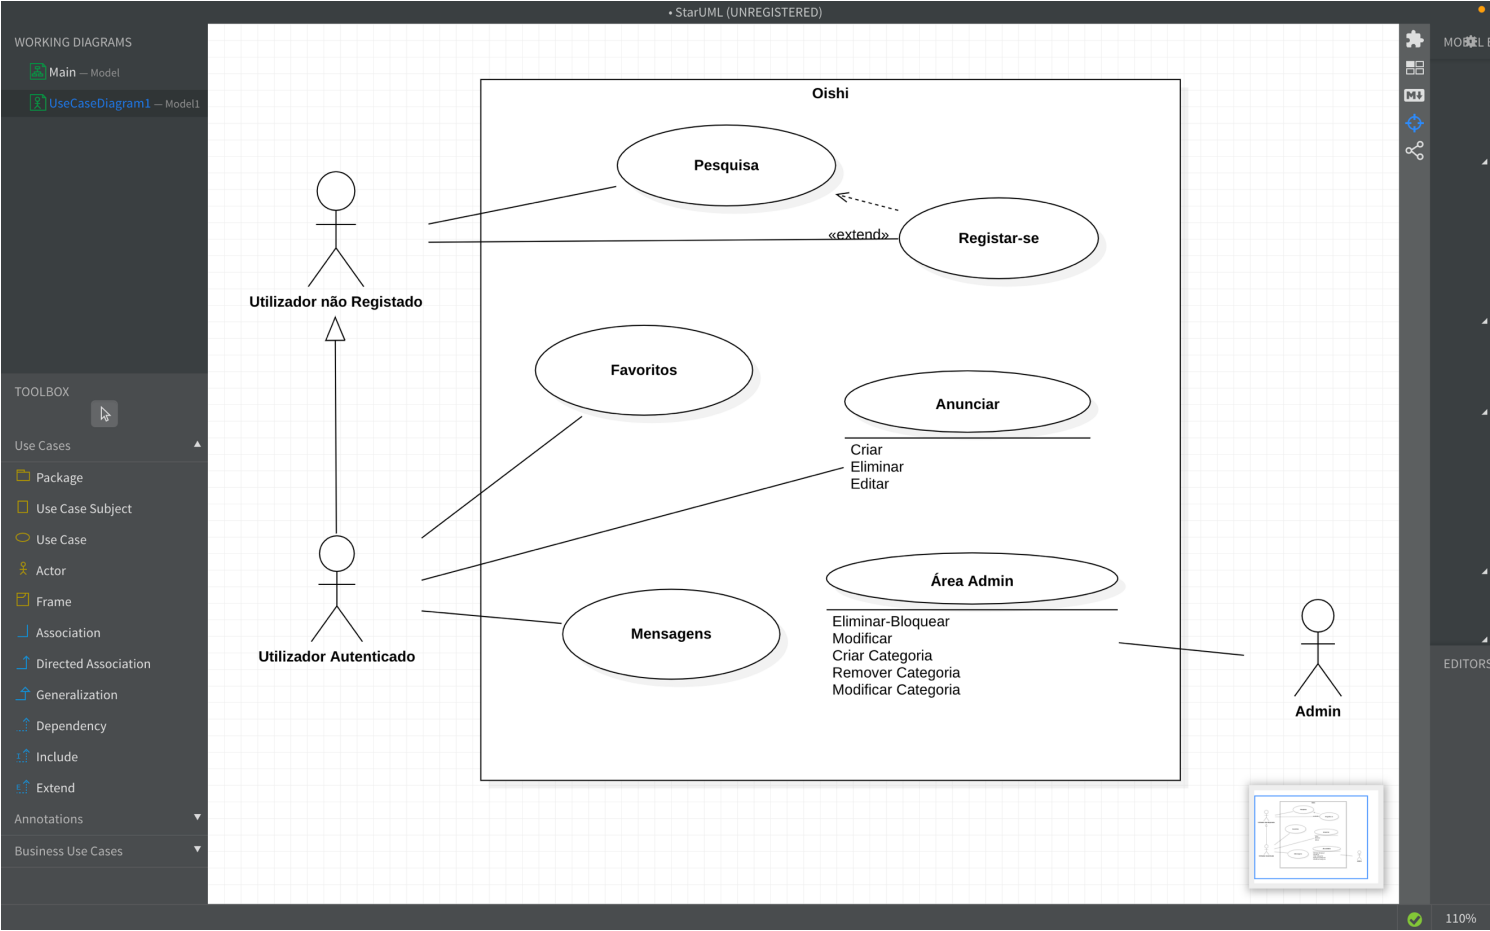 • StarUML (UNREGISTERED)
WORKING DIAGRAMS
Main — Model
UseCaseDiagram1 — Model1
TOOLBOX
Use Cases
Package
Use Case Subject
Use Case
Actor
Frame
Association
Directed Association
Generalization
Dependency
Include
Extend
Annotations
Business Use Cases
Oishi
Pesquisa
«extend»
Registar-se
Utilizador não Registado
Favoritos
Anunciar
Criar
Eliminar
Editar
Área Admin
Eliminar-Bloquear
Modificar
Criar Categoria
Remover Categoria
Modificar Categoria
Mensagens
Utilizador Autenticado
Admin
EDITORS
110%